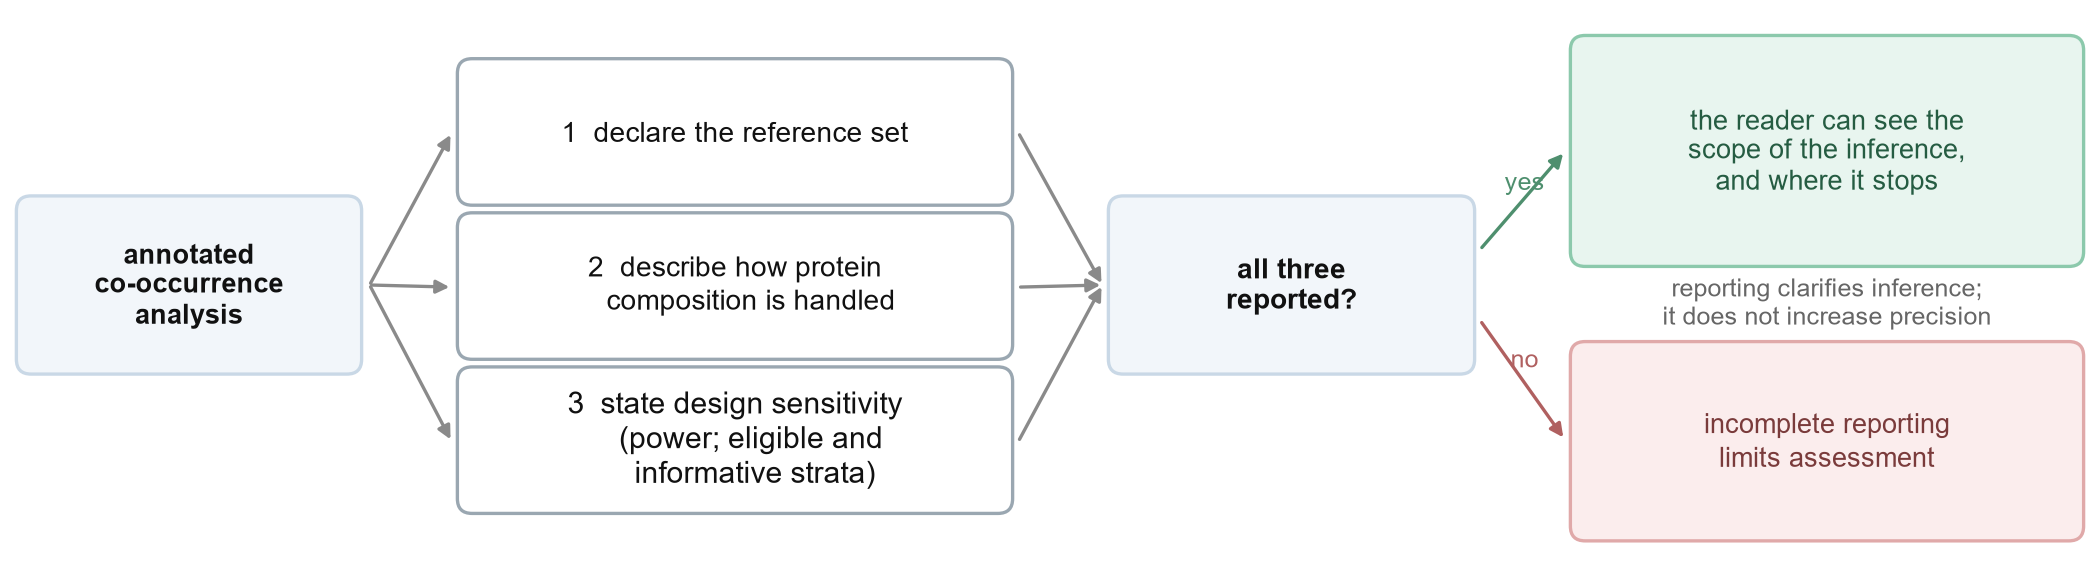 annotated
co-occurrence
analysis
1 declare the reference set
2 describe how protein
composition is handled
3 state design sensitivity
(power; eligible and
informative strata)
all three
reported?
yes
no
the reader can see the
scope of the inference,
and where it stops
reporting clarifies inference;
it does not increase precision
incomplete reporting
limits assessment